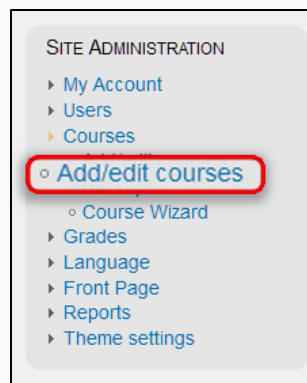 SITE ADMINISTRATION
My Account
Users
Courses
Add/edit courses
Course Wizard
Grades
Language
Front Page
Reports
Theme settings